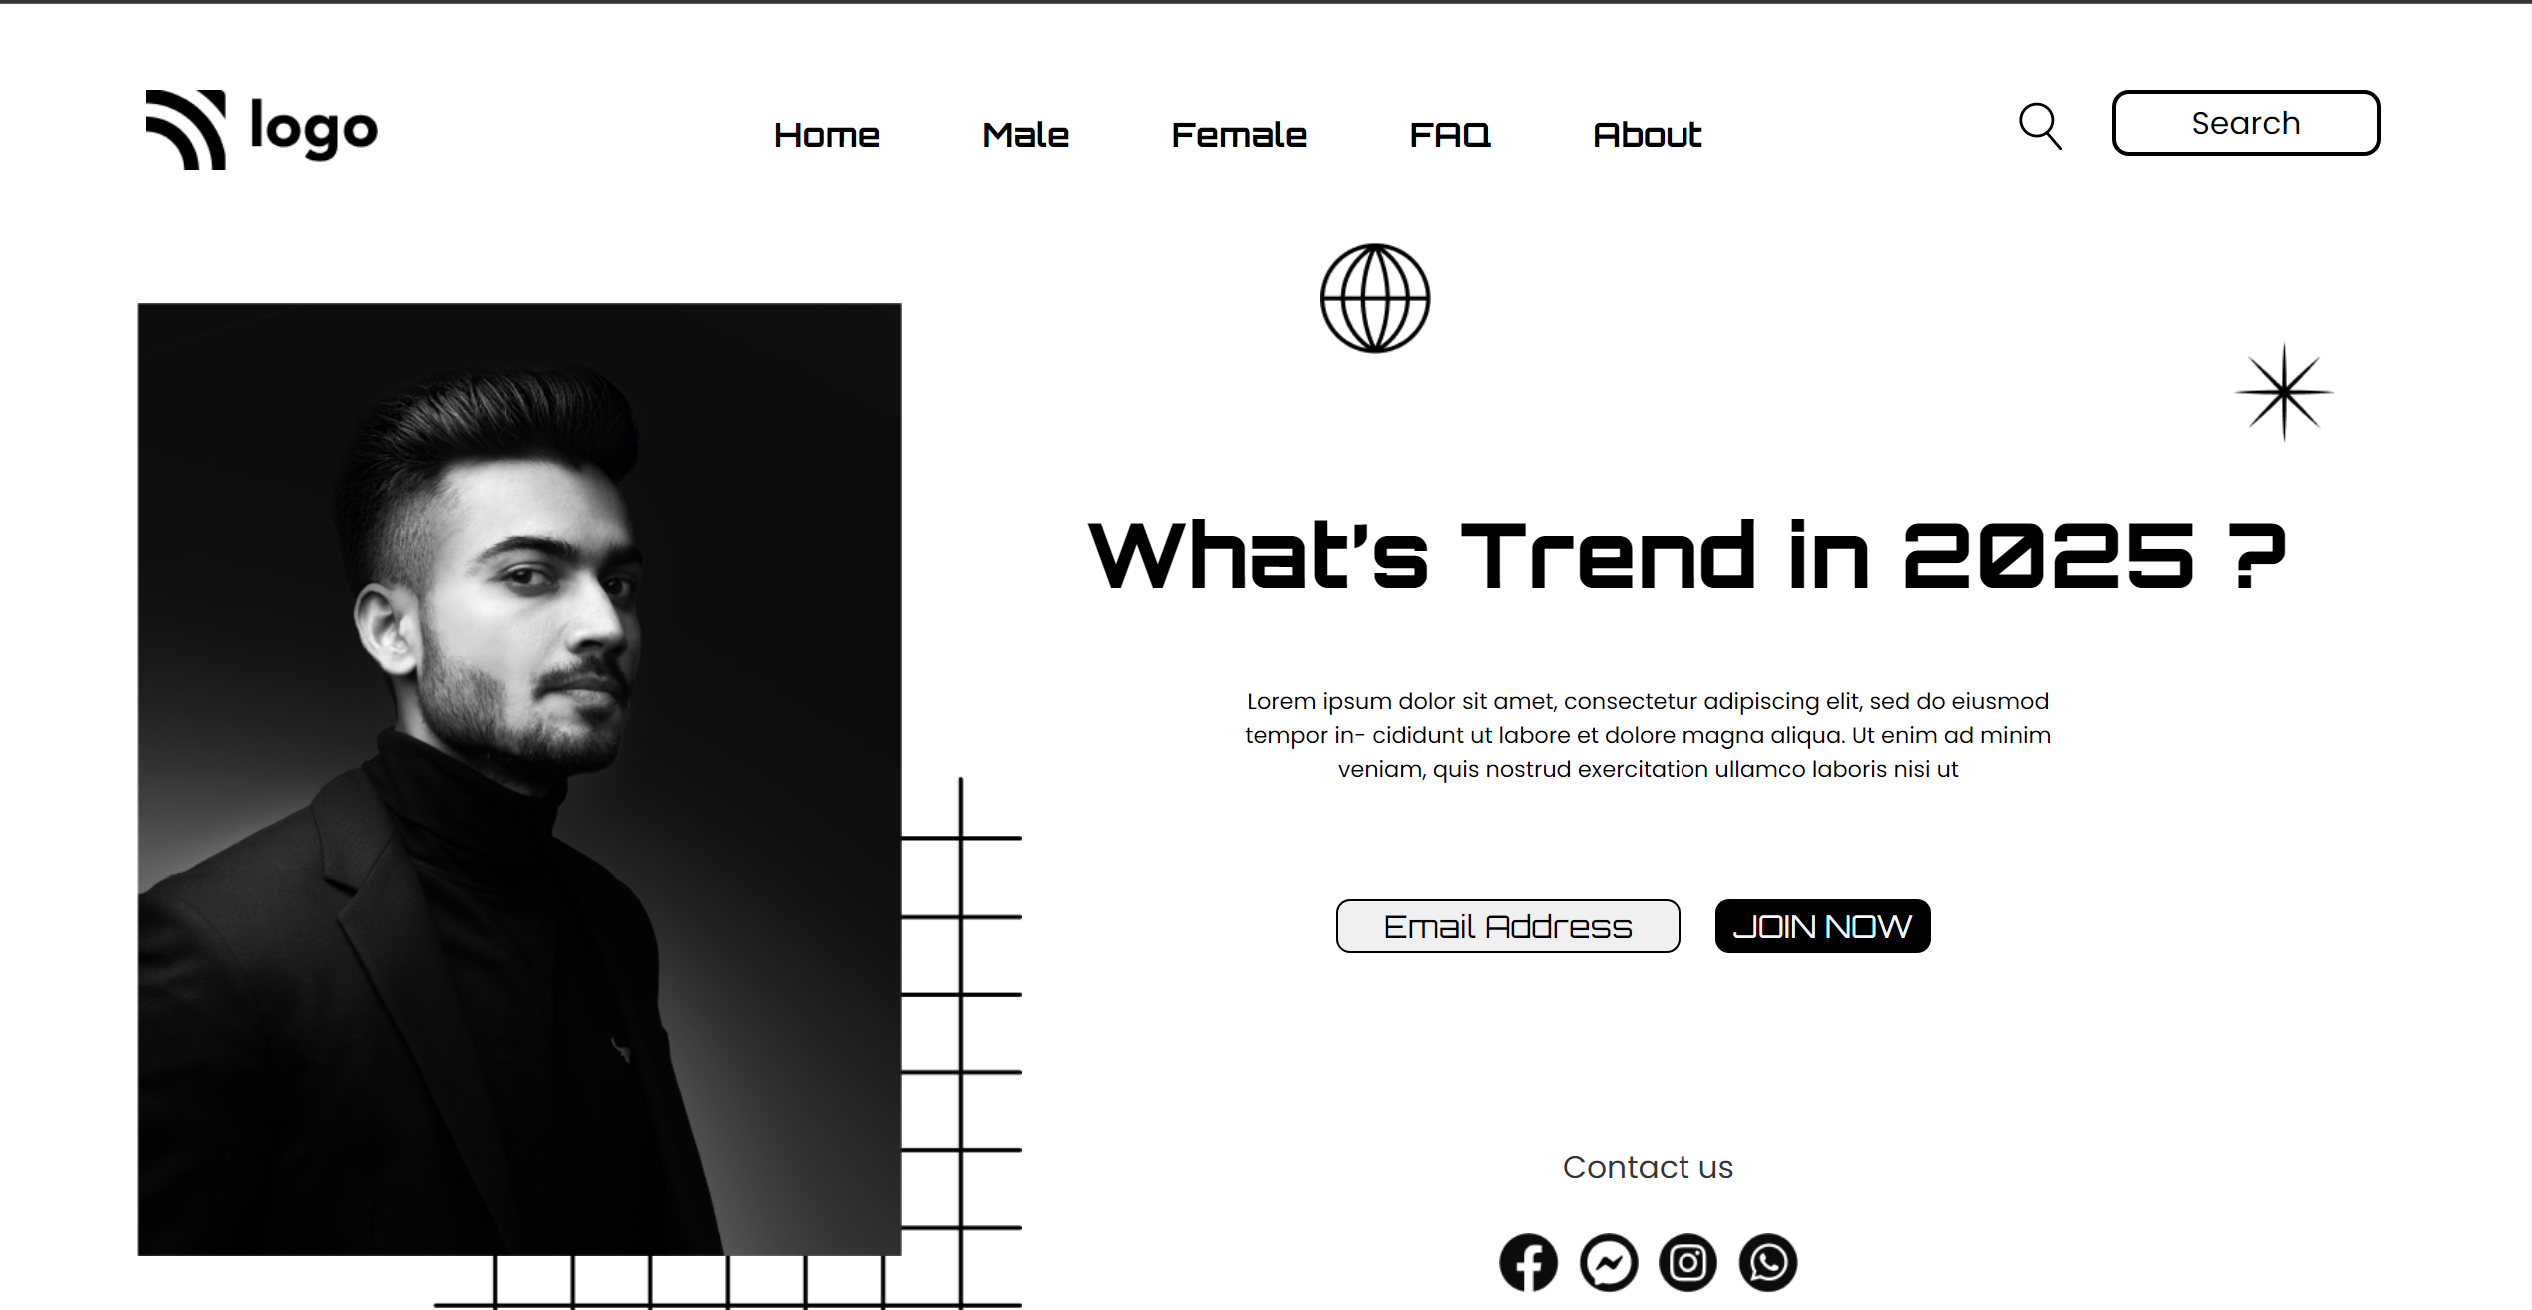 logo
Home Male Female FAQ About
Search
What's Trend in 2025 ?
Lorem ipsum dolor sit amet, consectetur adipiscing elit, sed do eiusmod
tempor in- cididunt ut labore et dolore magna aliqua. Ut enim ad minim
veniam, quis nostrud exercitation ullamco laboris nisi ut
Email Address JOIN NOW
Contact us